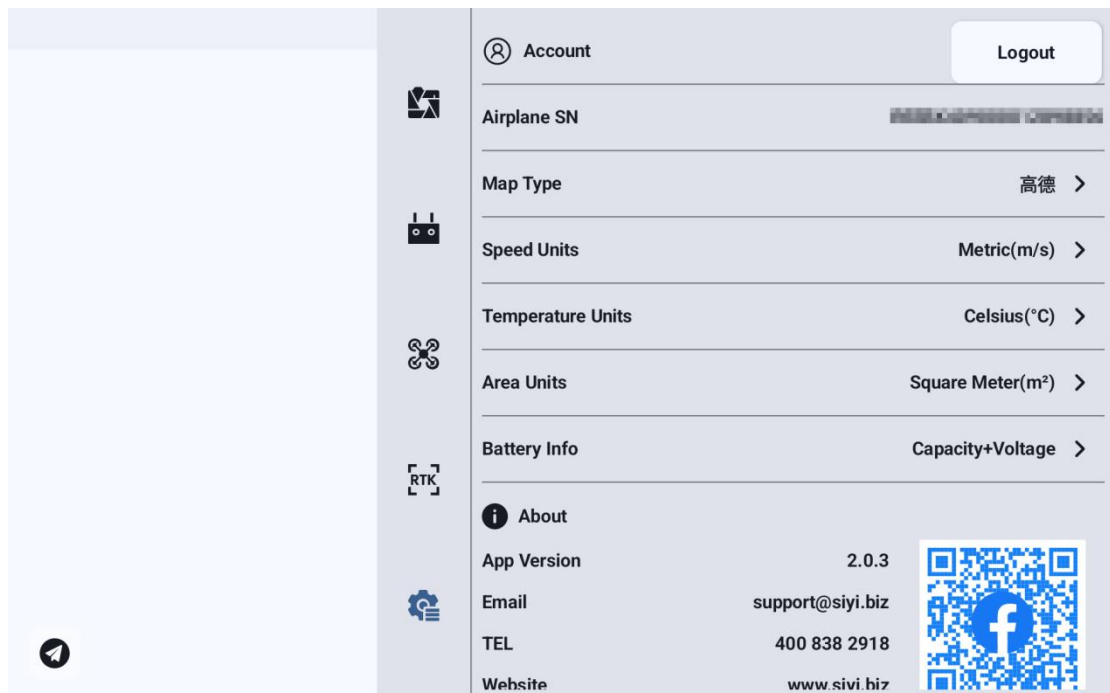 Account
Logout
Airplane SN
Map Type 高德
Speed Units Metric(m/s)
Temperature Units Celsius(°C)
Area Units Square Meter(m²)
Battery Info Capacity+Voltage
RTK
About
App Version 2.0.3
Email support@siyi.biz
TEL 400 838 2918
Website www.siyi.biz